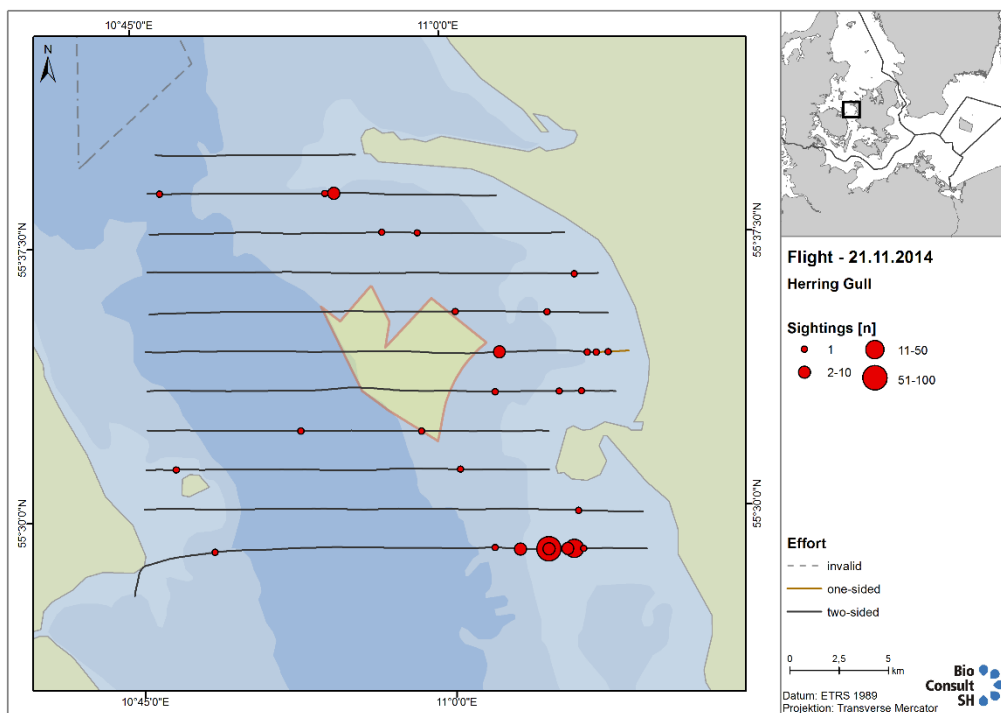 10°45'0"E
11°0'0"E
N
55°37'30"N
55°37'30"N
55°30'0"N
55°30'0"N
10°45'0"E
11°0'0"E
Flight - 21.11.2014
Herring Gull
Sightings [n]
1
11-50
2-10
51-100
Effort
invalid
one-sided
two-sided
0 2,5 5
km
Bio
Consult
SH
Datum: ETRS 1989
Projektion: Transverse Mercator